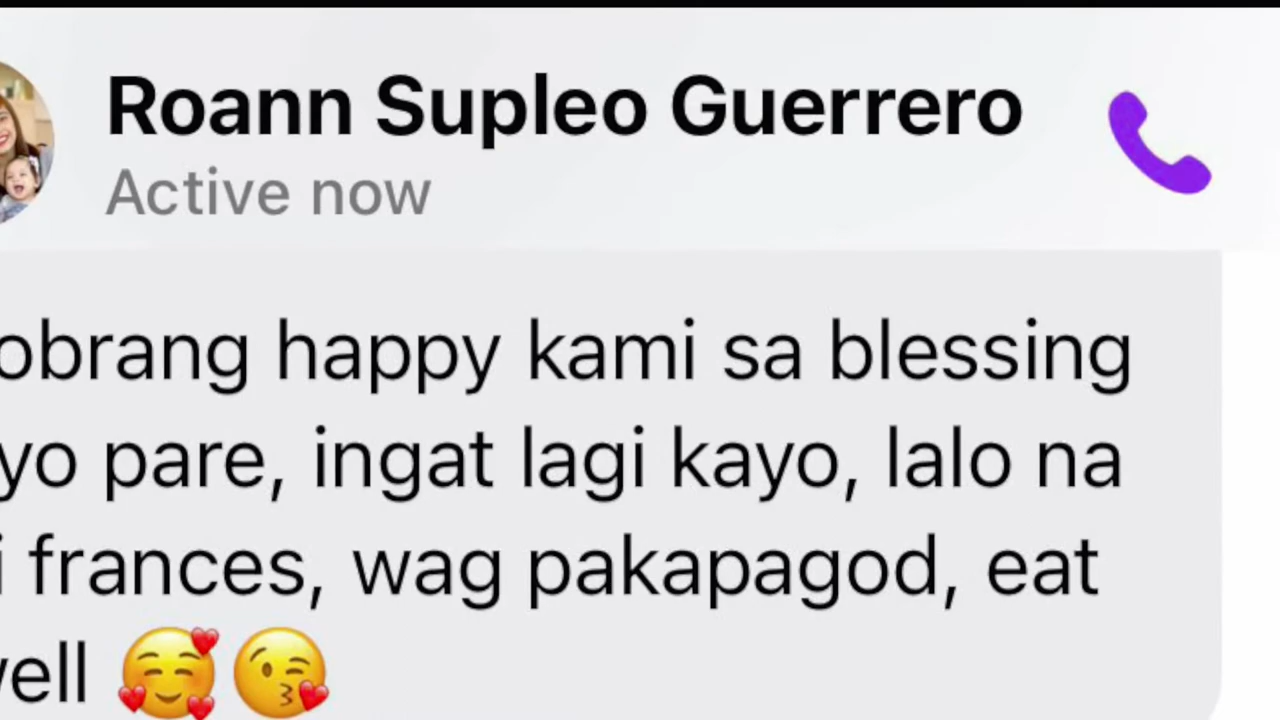 Roann Supleo Guerrero
Active now
obrang happy kami sa blessing
yo pare, ingat lagi kayo, lalo na
i frances, wag pakapagod, eat
well 🥰😘